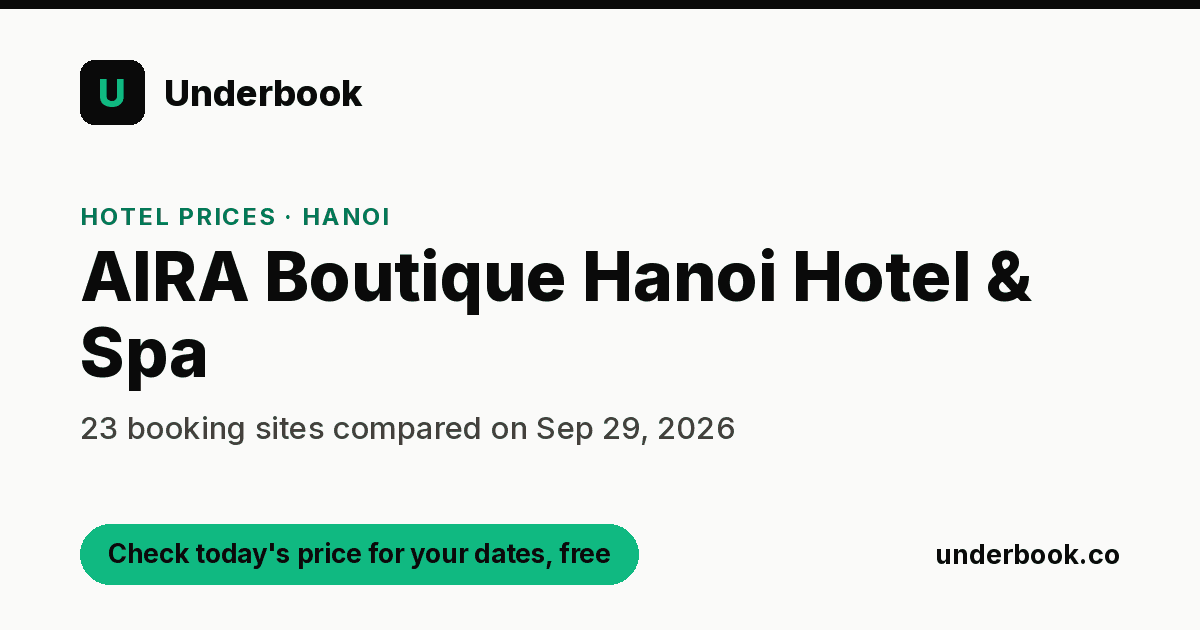 U
Underbook
HOTEL PRICES · HANOI
AIRA Boutique Hanoi Hotel &
Spa
23 booking sites compared on Sep 29, 2026
Check today's price for your dates, free
underbook.co